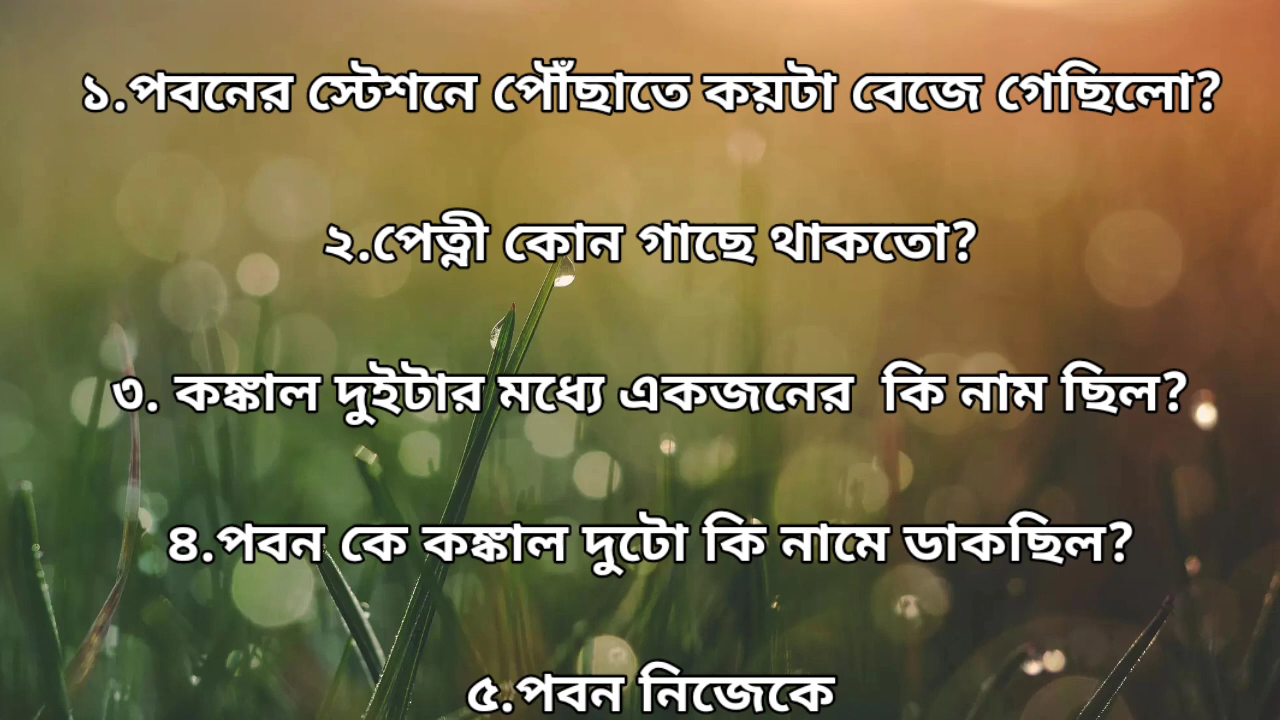 ১.পবনের স্টেশনে পৌঁছাতে কয়টা বেজে গেছিলো?
২.পেত্নী কোন গাছে থাকতো?
৩. কঙ্কাল দুইটার মধ্যে একজনের কি নাম ছিল?
৪.পবন কে কঙ্কাল দুটো কি নামে ডাকছিল?
৫.পবন নিজেকে